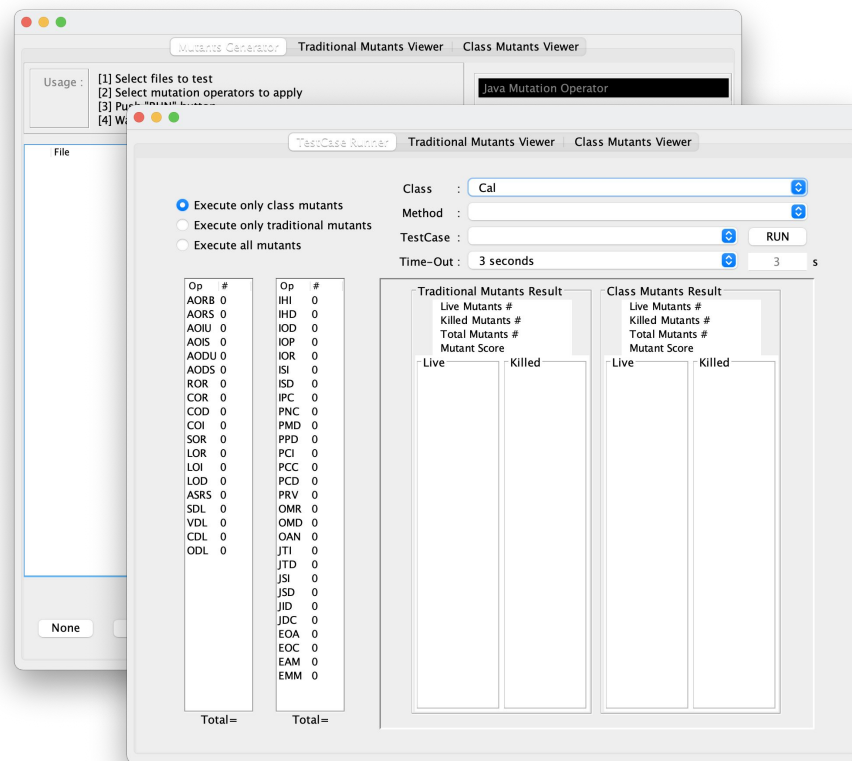 Mutants Generator Traditional Mutants Viewer Class Mutants Viewer
Usage :
[1] Select files to test
[2] Select mutation operators to apply
[3] Push "RUN" button
[4] Wa
Java Mutation Operator
File
None
TestCase Runner Traditional Mutants Viewer Class Mutants Viewer
Execute only class mutants
Execute only traditional mutants
Execute all mutants
Class : Cal
Method :
TestCase : RUN
Time-Out : 3 seconds 3 s
Op #
AORB 0
AORS 0
AOIU 0
AOIS 0
AODU 0
AODS 0
ROR 0
COR 0
COD 0
COI 0
SOR 0
LOR 0
LOI 0
LOD 0
ASRS 0
SDL 0
VDL 0
CDL 0
ODL 0
Total=
Op #
IHI 0
IHD 0
IOD 0
IOP 0
IOR 0
ISI 0
ISD 0
IPC 0
PNC 0
PMD 0
PPD 0
PCI 0
PCC 0
PCD 0
PRV 0
OMR 0
OMD 0
OAN 0
JTI 0
JTD 0
JSI 0
JSD 0
JID 0
JDC 0
EOA 0
EOC 0
EAM 0
EMM 0
Total=
Traditional Mutants Result
Live Mutants #
Killed Mutants #
Total Mutants #
Mutant Score
Live Killed
Class Mutants Result
Live Mutants #
Killed Mutants #
Total Mutants #
Mutant Score
Live Killed